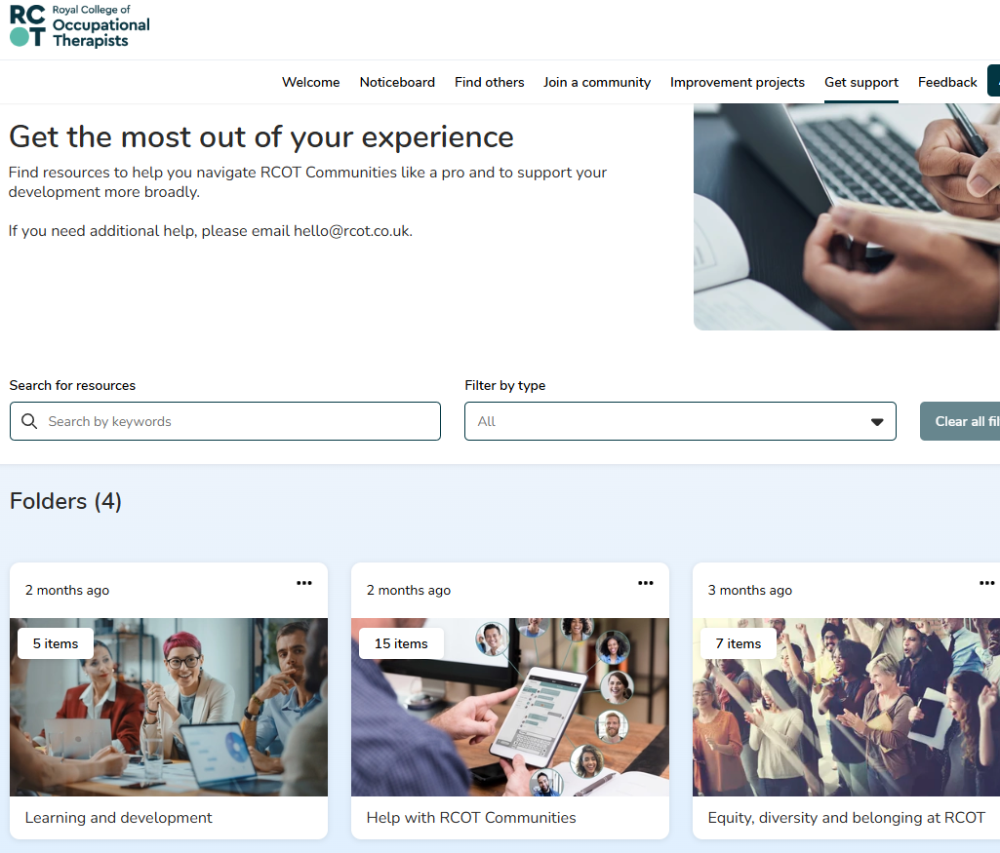 RC
OT
Royal College of
Occupational
Therapists
Welcome Noticeboard Find others Join a community Improvement projects Get support Feedback
Get the most out of your experience
Find resources to help you navigate RCOT Communities like a pro and to support your
development more broadly.
If you need additional help, please email hello@rcot.co.uk.
Search for resources Filter by type
Search by keywords All Clear all
Folders (4)
2 months ago 2 months ago 3 months ago
5 items 15 items 7 items
Learning and development Help with RCOT Communities Equity, diversity and belonging at RCOT